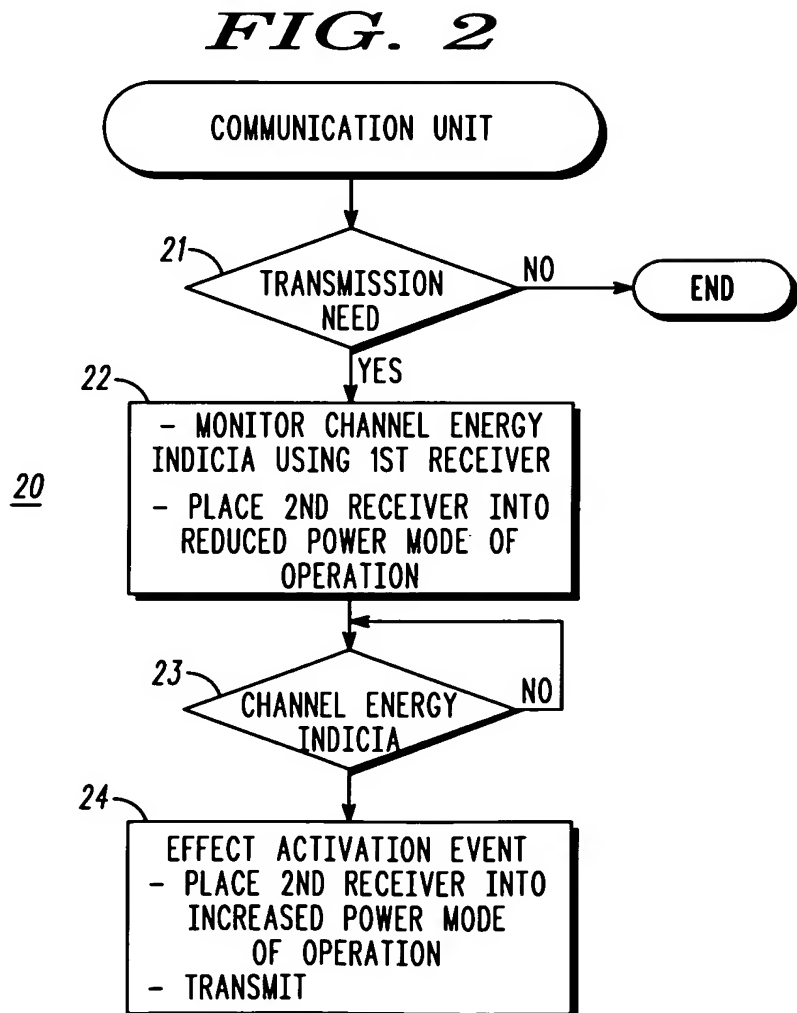 FIG. 2
COMMUNICATION UNIT
21
TRANSMISSION
NEED
NO
END
YES
22
- MONITOR CHANNEL ENERGY
INDICIA USING 1ST RECEIVER
- PLACE 2ND RECEIVER INTO
REDUCED POWER MODE OF
OPERATION
20
23
CHANNEL ENERGY
INDICIA
NO
24
EFFECT ACTIVATION EVENT
- PLACE 2ND RECEIVER INTO
INCREASED POWER MODE
OF OPERATION
- TRANSMIT